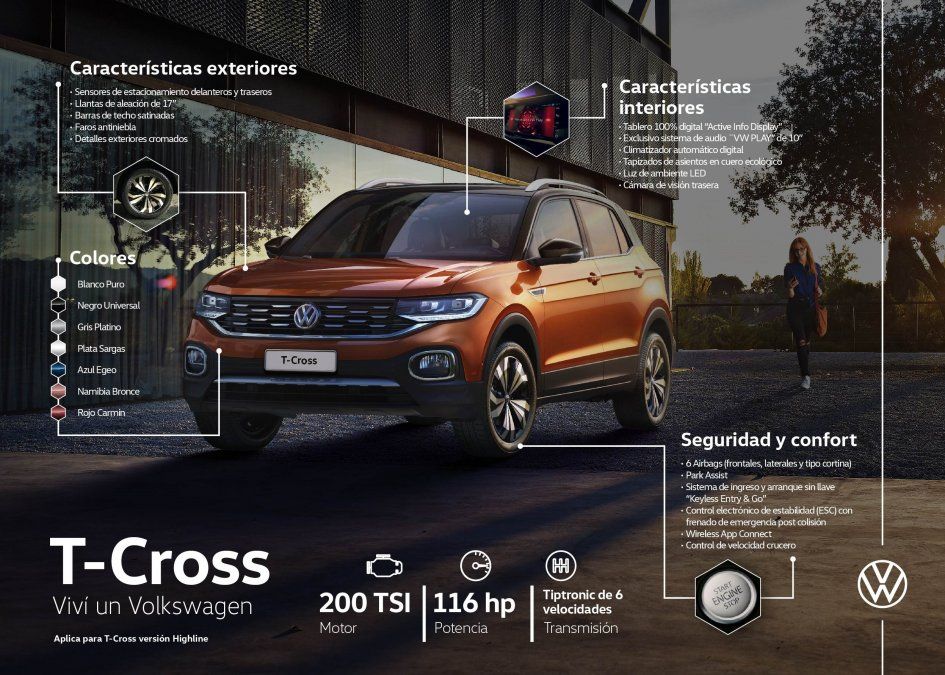 Características exteriores
· Sensores de estacionamiento delanteros y traseros
· Llantas de aleación de 17"
· Barras de techo satinadas
· Faros antiniebla
· Detalles exteriores cromados
Características
interiores
· Tablero 100% digital "Active Info Display"
· Exclusivo sistema de audio ¨VW PLAY" de 10"
· Climatizador automático digital
· Tapizados de asientos en cuero ecológico
· Luz de ambiente LED
· Cámara de visión trasera
Colores
Blanco Puro
Negro Universal
Gris Platino
Plata Sargas
Azul Egeo
Namibia Bronce
Rojo Carmin
T-Cross
Seguridad y confort
· 6 Airbags (frontales, laterales y tipo cortina)
· Park Assist
· Sistema de ingreso y arranque sin llave
"Keyless Entry & Go"
· Control electrónico de estabilidad (ESC) con
frenado de emergencia post colisión
· Wireless App Connect
· Control de velocidad crucero
START
ENGINE
STOP
T-Cross
Viví un Volkswagen
Aplica para T-Cross versión Highline
200 TSI
Motor
116 hp
Potencia
Tiptronic de 6
velocidades
Transmisión